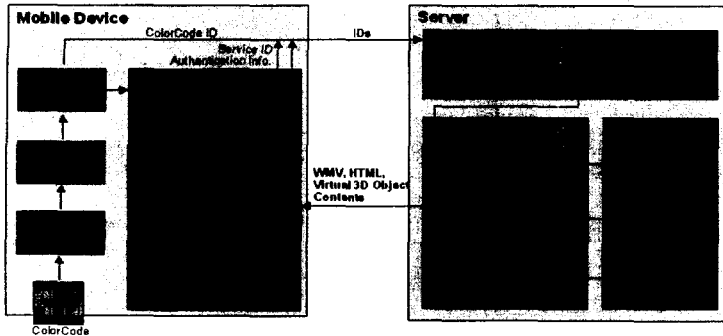 Mobile Device
ColorCode ID
Service ID
Authentication Info.
IDs
Server
WMV, HTML,
Virtual 3D Object
Contents
ColorCode